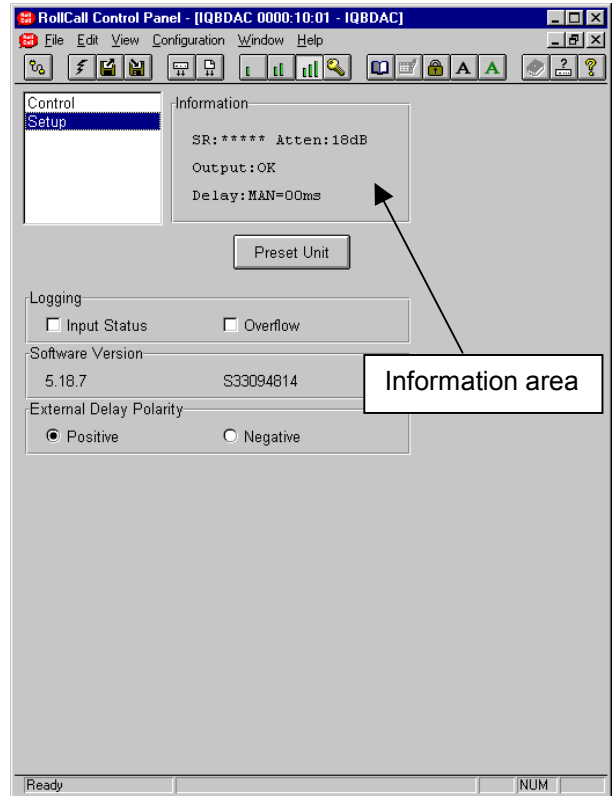 RollCall Control Panel - [IQBDAC 0000:10:01 - IQBDAC]
File Edit View Configuration Window Help
A A
Control
Setup
Information
SR:***** Atten:18dB
Output:OK
Delay:MAN=00ms
Preset Unit
Logging
Input Status Overflow
Software Version
5.18.7 S33094814
Information area
External Delay Polarity
Positive Negative
Ready NUM